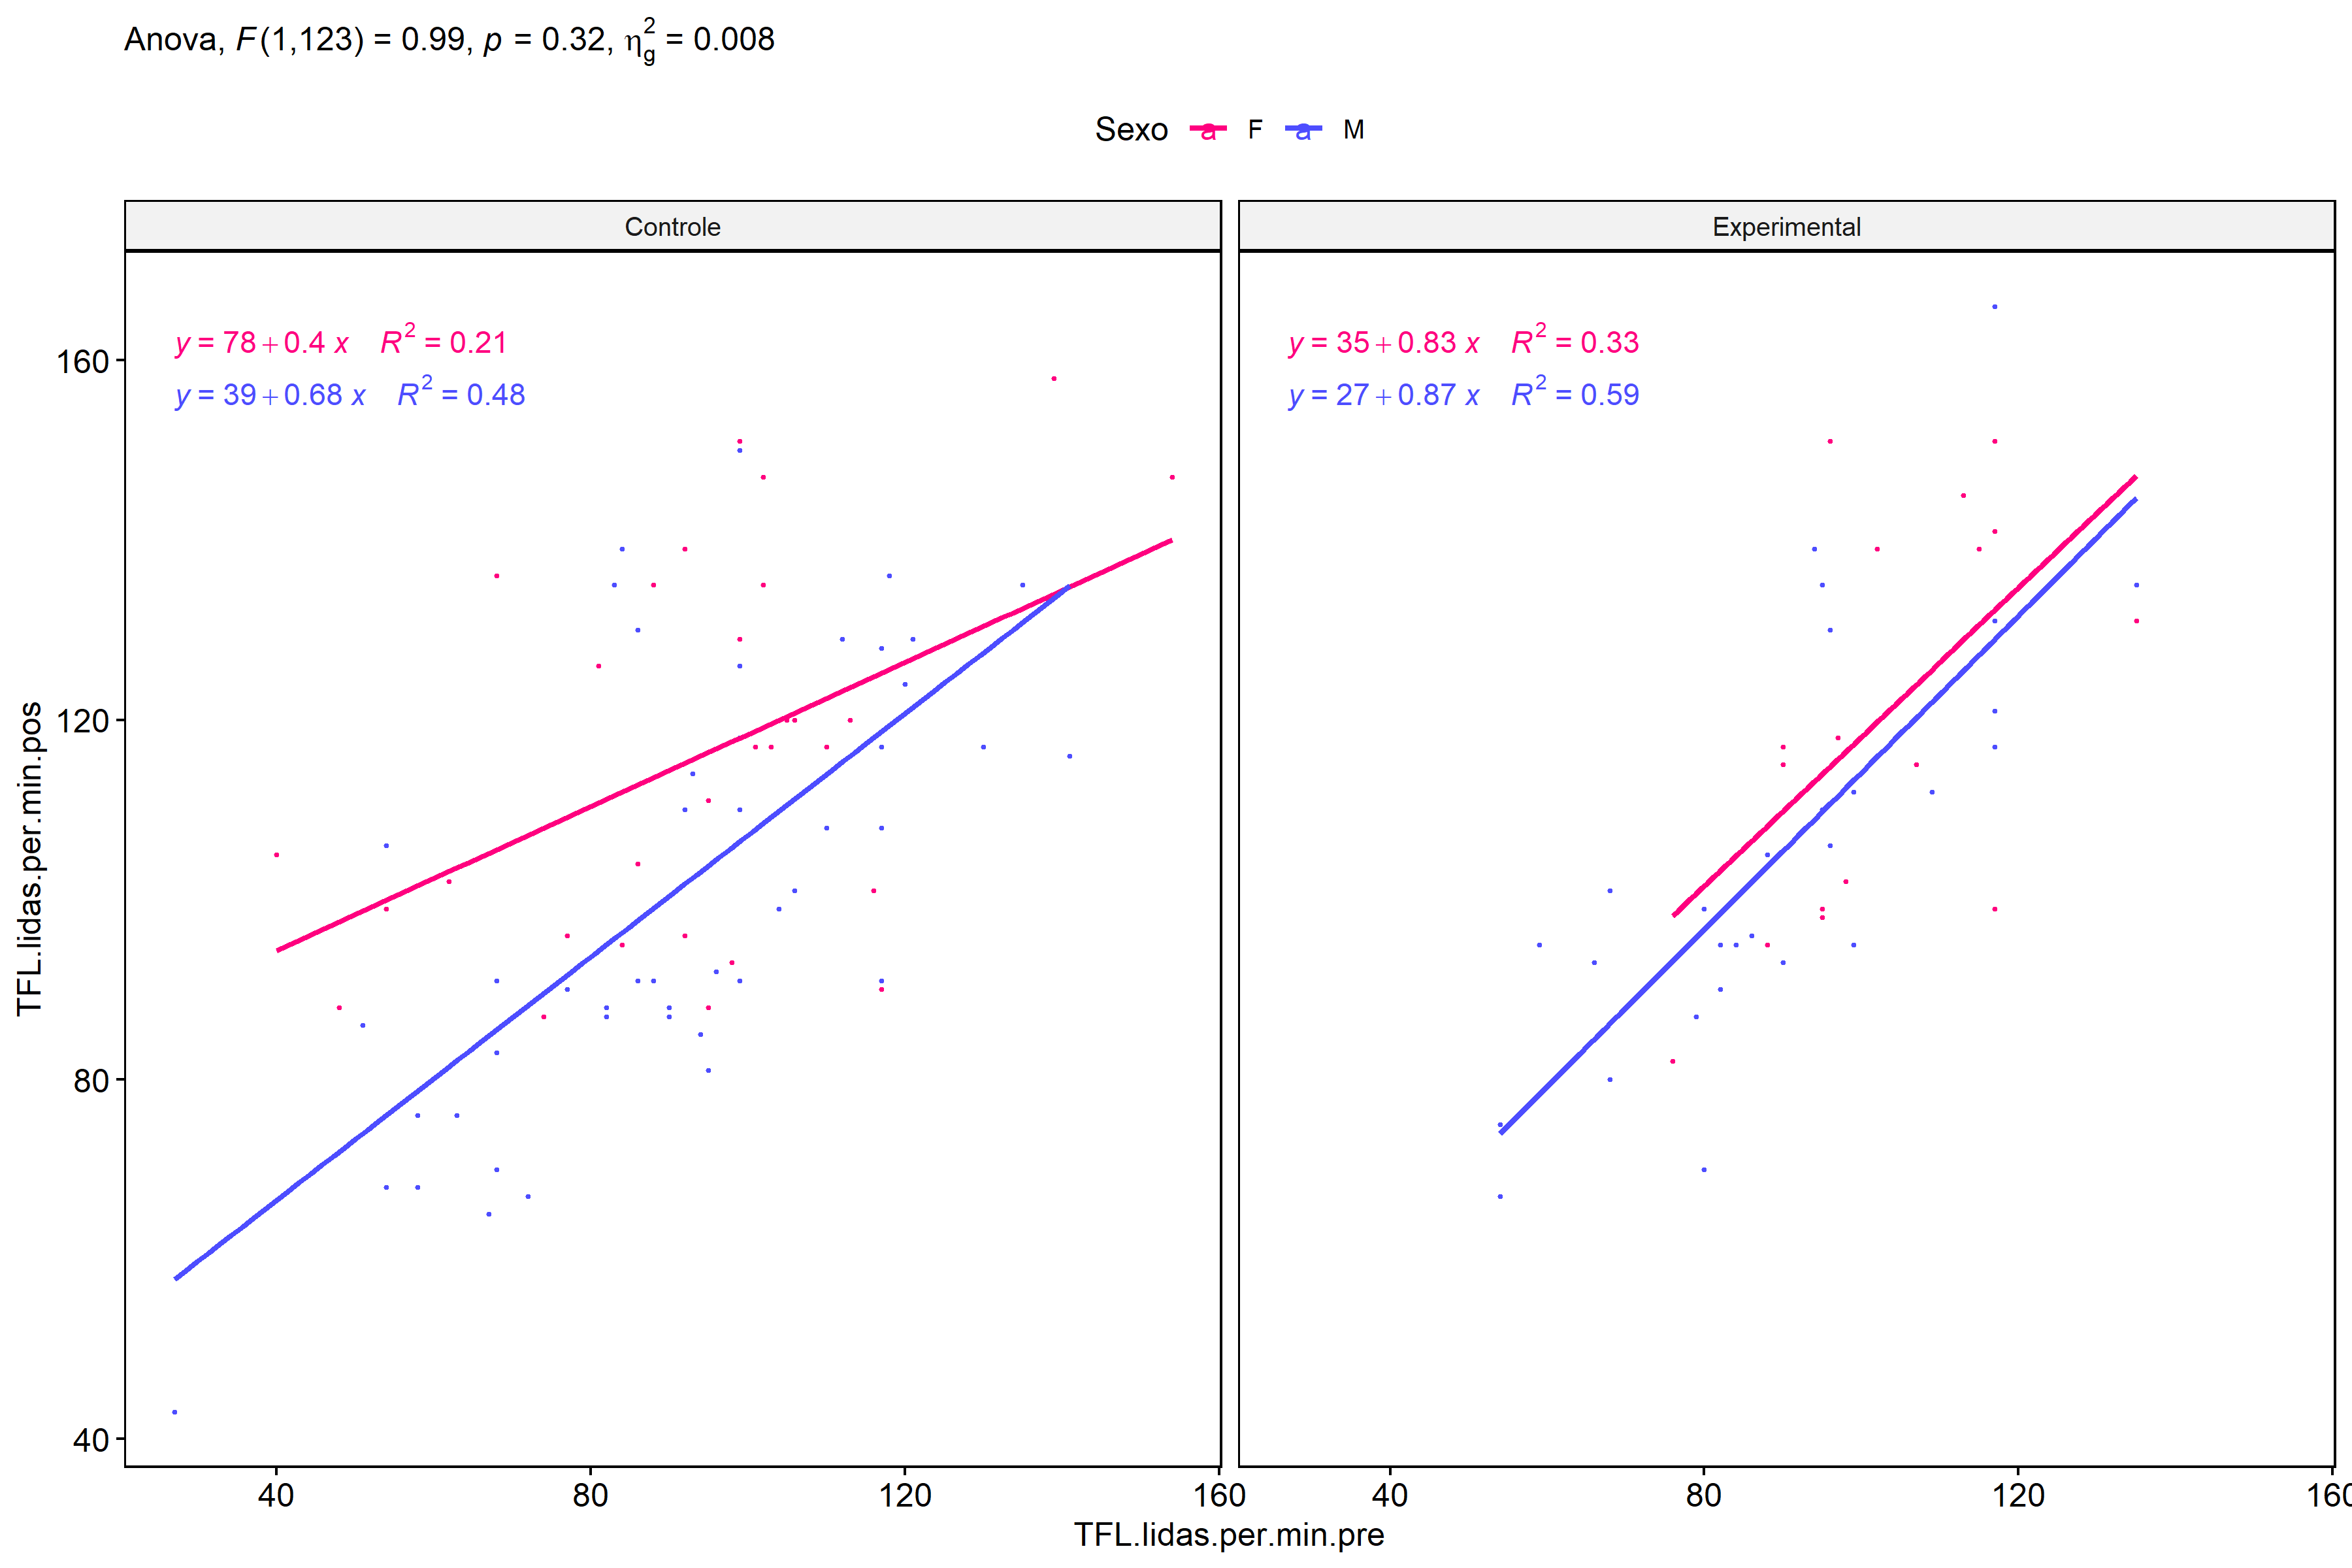 Anova, F(1,123) = 0.99, p = 0.32, η²g = 0.008
Sexo a F a M
Controle
Experimental
y = 78 + 0.4 x R² = 0.21
y = 39 + 0.68 x R² = 0.48
y = 35 + 0.83 x R² = 0.33
y = 27 + 0.87 x R² = 0.59
160
120
80
40
TFL.lidas.per.min.pos
40 80 120 160
40 80 120 160
TFL.lidas.per.min.pre